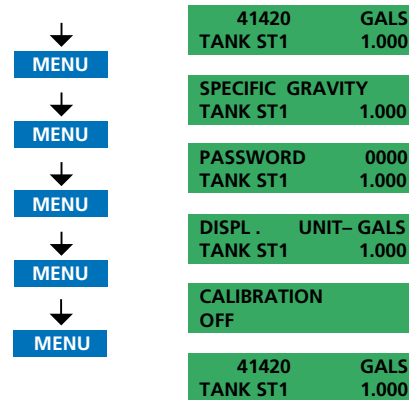 41420 GALS
TANK ST1 1.000
MENU
SPECIFIC GRAVITY
TANK ST1 1.000
MENU
PASSWORD 0000
TANK ST1 1.000
MENU
DISPL . UNIT– GALS
TANK ST1 1.000
MENU
CALIBRATION
OFF
MENU
41420 GALS
TANK ST1 1.000